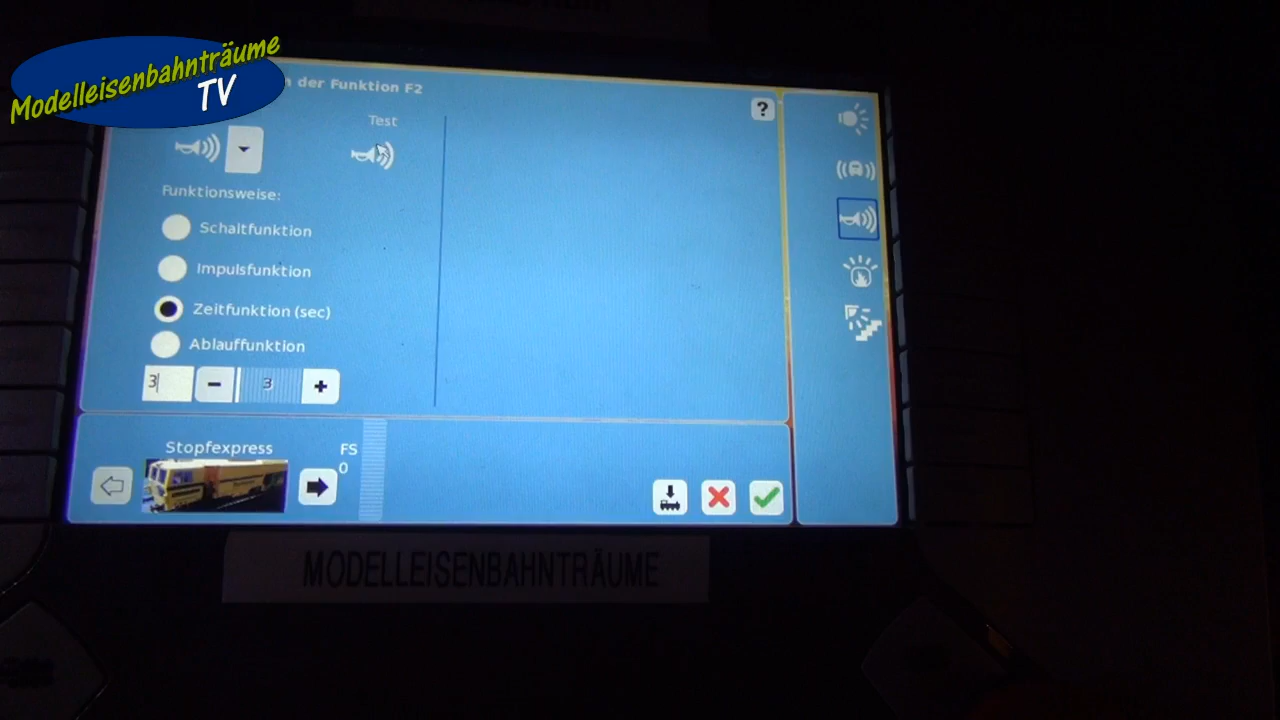 Modelleisenbahnträume
TV
n der Funktion F2
Test
?
Funktionsweise:
Schaltfunktion
Impulsfunktion
Zeitfunktion (sec)
Ablauffunktion
3 - 3 +
Stopfexpress FS
0
MODELLEISENBAHNTRÄUME